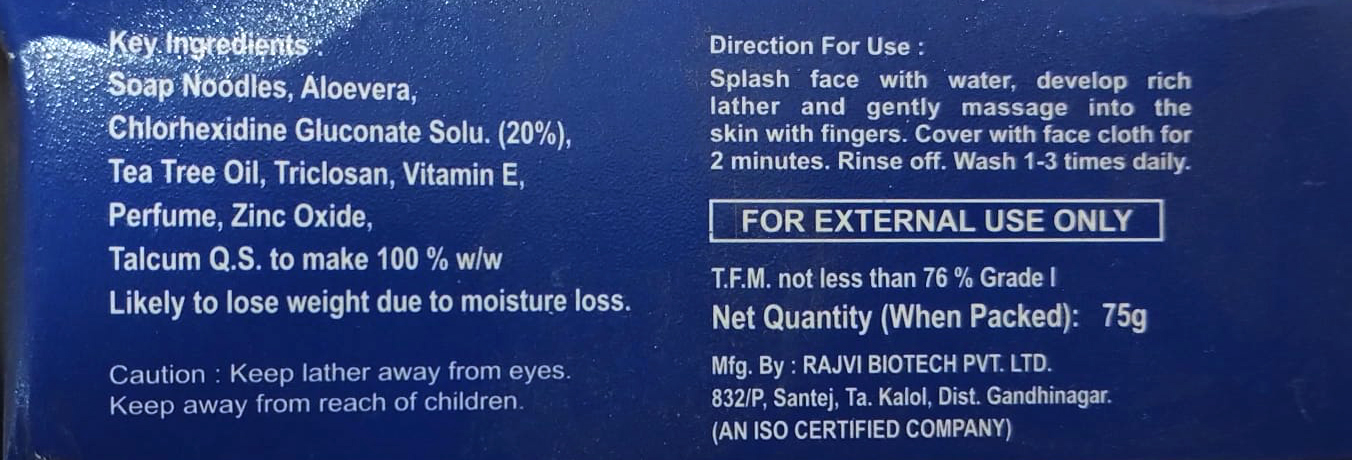 Key Ingredients :
Soap Noodles, Aloevera,
Chlorhexidine Gluconate Solu. (20%),
Tea Tree Oil, Triclosan, Vitamin E,
Perfume, Zinc Oxide,
Talcum Q.S. to make 100 % w/w
Likely to lose weight due to moisture loss.
Caution : Keep lather away from eyes.
Keep away from reach of children.
Direction For Use :
Splash face with water, develop rich
lather and gently massage into the
skin with fingers. Cover with face cloth for
2 minutes. Rinse off. Wash 1-3 times daily.
FOR EXTERNAL USE ONLY
T.F.M. not less than 76 % Grade I
Net Quantity (When Packed): 75g
Mfg. By : RAJVI BIOTECH PVT. LTD.
832/P, Santej, Ta. Kalol, Dist. Gandhinagar.
(AN ISO CERTIFIED COMPANY)